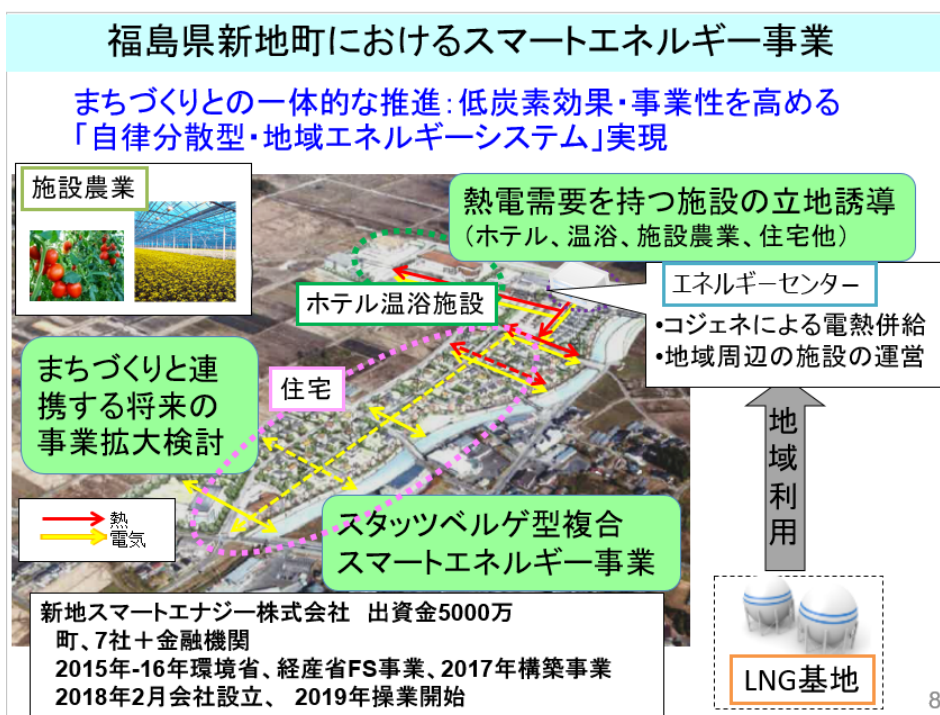 福島県新地町におけるスマートエネルギー事業
まちづくりとの一体的な推進：低炭素効果・事業性を高める
「自律分散型・地域エネルギーシステム」実現
施設農業
熱電需要を持つ施設の立地誘導
（ホテル、温浴、施設農業、住宅他）
エネルギーセンター
•コジェネによる電熱併給
•地域周辺の施設の運営
ホテル温浴施設
まちづくりと連
携する将来の
事業拡大検討
住宅
地域利用
熱
電気
スタッツベルゲ型複合
スマートエネルギー事業
新地スマートエナジー株式会社　出資金5000万
町、7社＋金融機関
2015年-16年環境省、経産省FS事業、2017年構築事業
2018年2月会社設立、 2019年操業開始
LNG基地
8